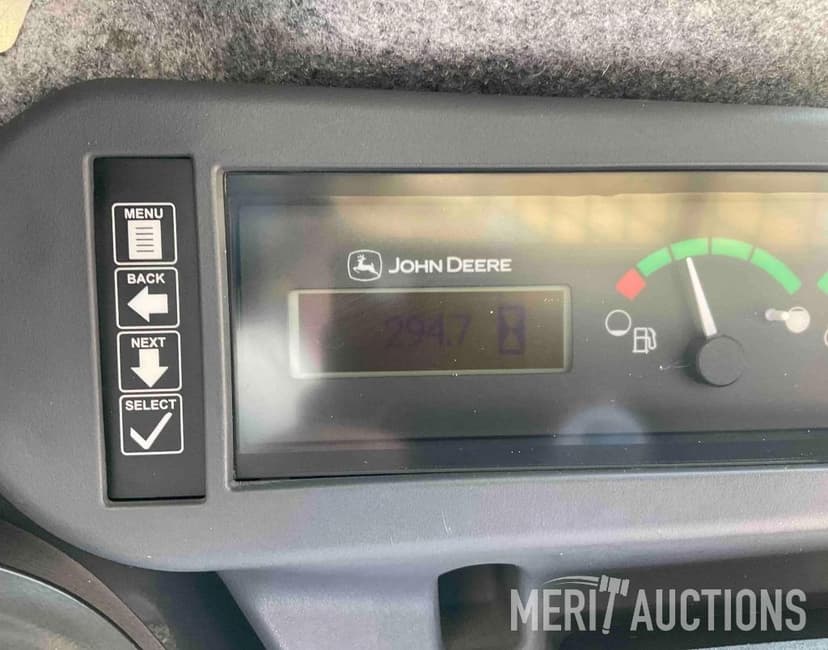 MENU
BACK
NEXT
SELECT
JOHN DEERE
294.7
MERIT AUCTIONS